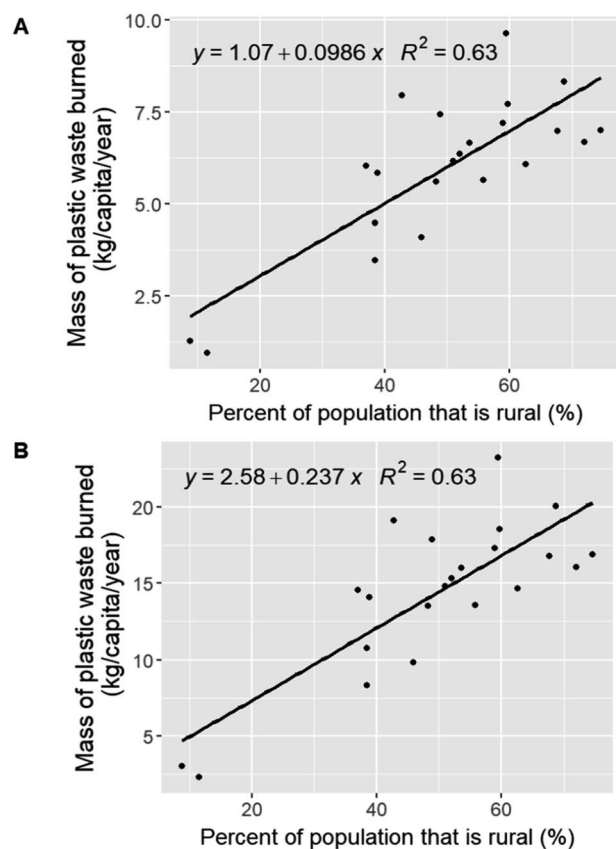 A
10.0
y = 1.07 + 0.0986 x R² = 0.63
7.5
5.0
2.5
Mass of plastic waste burned
(kg/capita/year)
20 40 60
Percent of population that is rural (%)
B
y = 2.58 + 0.237 x R² = 0.63
20
15
10
5
Mass of plastic waste burned
(kg/capita/year)
20 40 60
Percent of population that is rural (%)